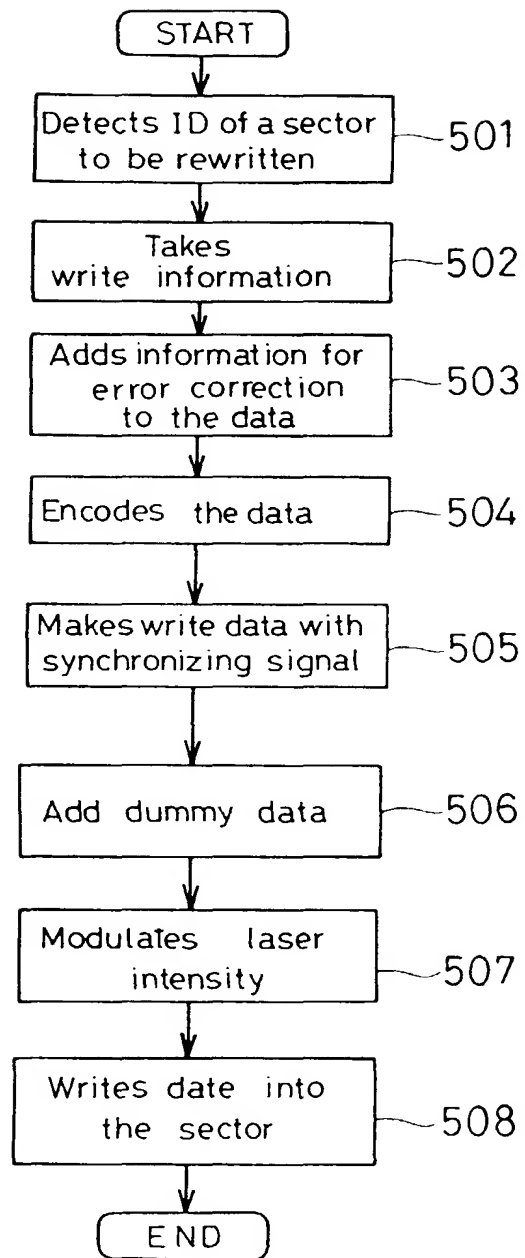 START
Detects ID of a sector
to be rewritten
501
Takes
write information
502
Adds information for
error correction
to the data
503
Encodes the data
504
Makes write data with
synchronizing signal
505
Add dummy data
506
Modulates laser
intensity
507
Writes date into
the sector
508
END